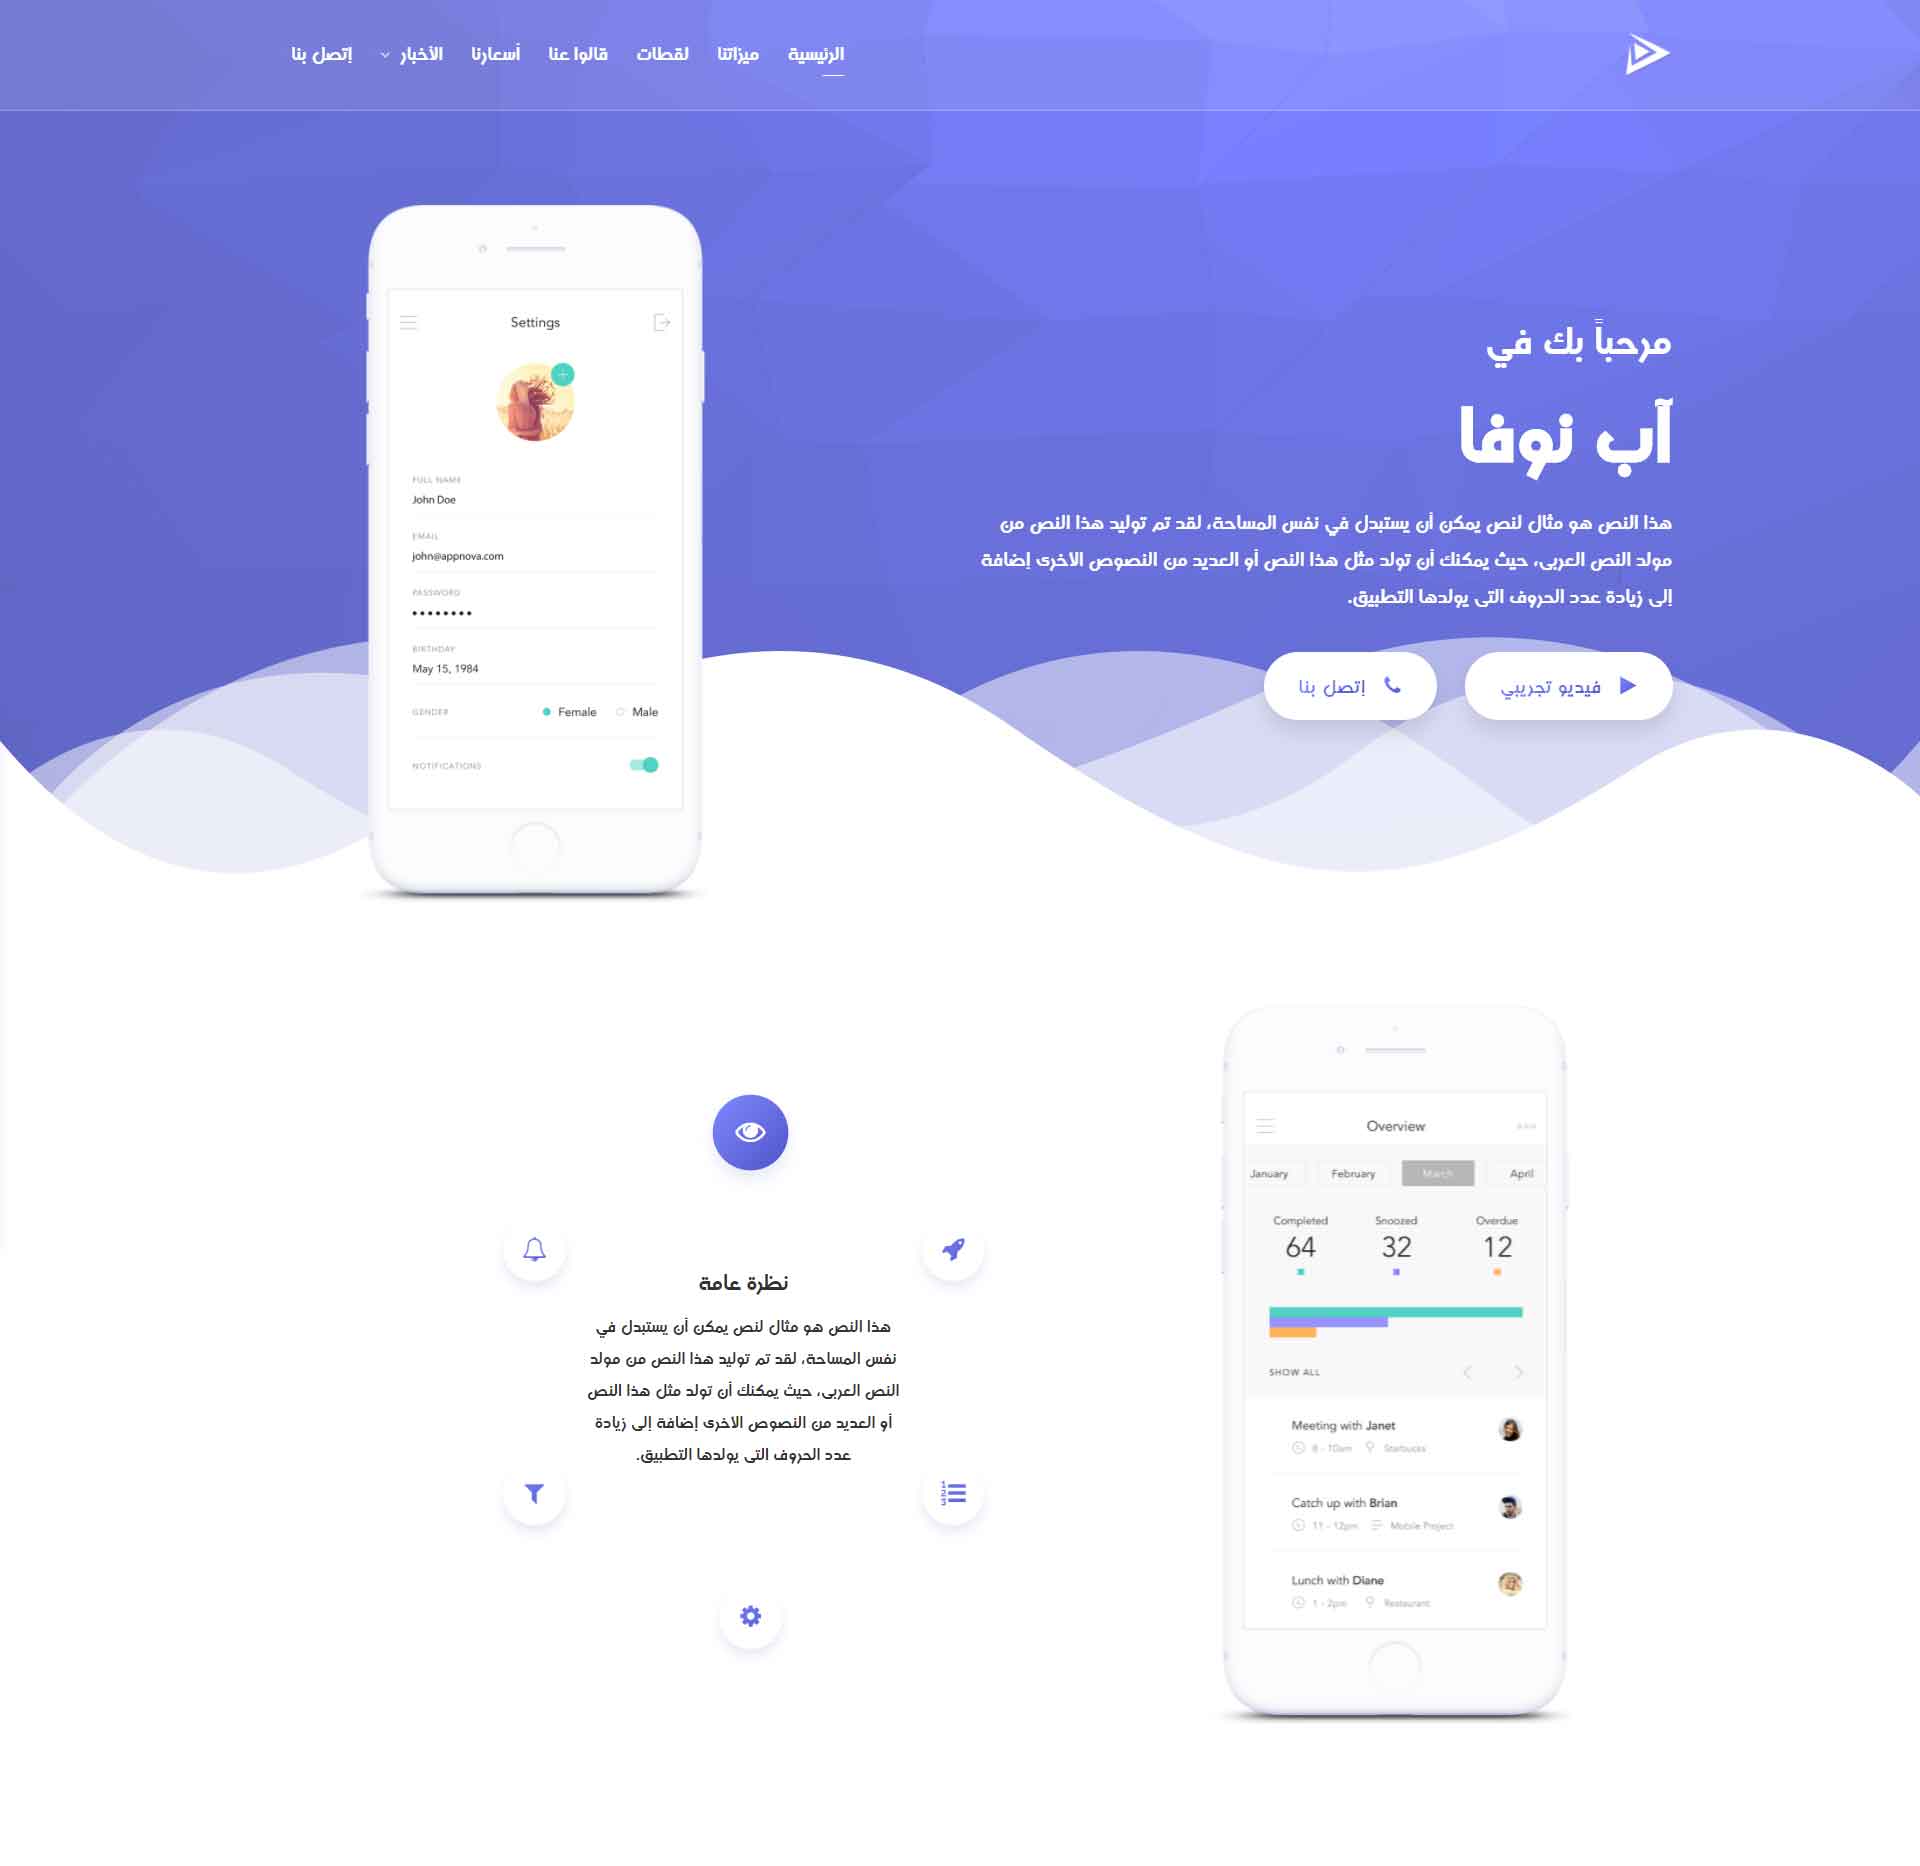 الرئيسية ميزاتنا لقطات قالوا عنا أسعارنا الأخبار إتصل بنا
مرحباً بك في
آب نوفا
هذا النص هو مثال لنص يمكن أن يستبدل في نفس المساحة، لقد تم توليد هذا النص من
مولد النص العربى، حيث يمكنك أن تولد مثل هذا النص أو العديد من النصوص الاخرى إضافة
إلى زيادة عدد الحروف التى يولدها التطبيق.
فيديو تجريبي
إتصل بنا
Settings
FULL NAME
John Doe
EMAIL
john@appnova.com
PASSWORD
BIRTHDAY
May 15, 1984
GENDER Female Male
NOTIFICATIONS
Overview
January February March April
Completed Snoozed Overdue
64 32 12
SHOW ALL
Meeting with Janet
8 - 10am Starbucks
Catch up with Brian
11 - 12pm Mobile Project
Lunch with Diane
1 - 2pm Restaurant
نظرة عامة
هذا النص هو مثال لنص يمكن أن يستبدل في
نفس المساحة، لقد تم توليد هذا النص من مولد
النص العربى، حيث يمكنك أن تولد مثل هذا النص
أو العديد من النصوص الاخرى إضافة إلى زيادة
عدد الحروف التى يولدها التطبيق.